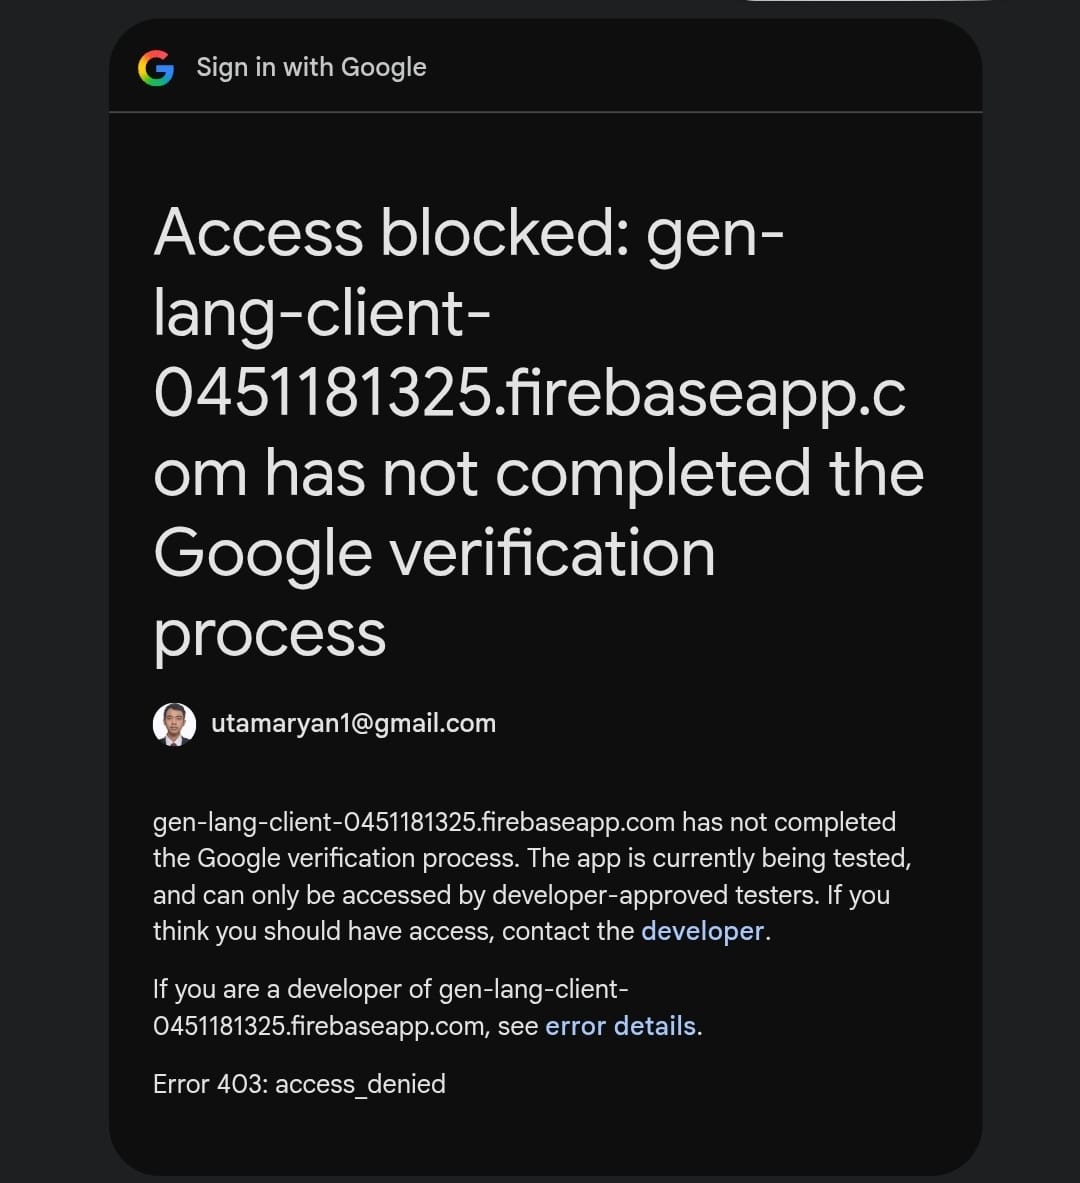 Sign in with Google
Access blocked: gen-
lang-client-
0451181325.firebaseapp.c
om has not completed the
Google verification
process
utamaryan1@gmail.com
gen-lang-client-0451181325.firebaseapp.com has not completed
the Google verification process. The app is currently being tested,
and can only be accessed by developer-approved testers. If you
think you should have access, contact the developer.
If you are a developer of gen-lang-client-
0451181325.firebaseapp.com, see error details.
Error 403: access_denied